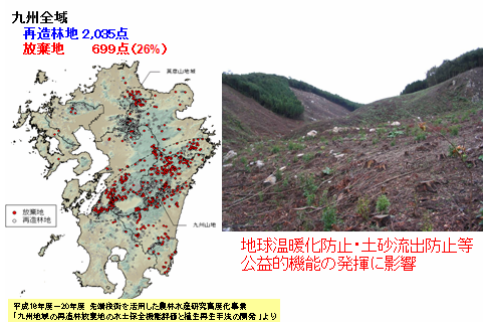 九州全域
再造林地 2,035点
放棄地 699点(26%)
英彦山地域
九州山地
放棄地
再造林地
地球温暖化防止・土砂流出防止等
公益的機能の発揮に影響
平成18年度-20年度 先端技術を活用した農林水産研究高度化事業
「九州地域の再造林放棄地の水土保全機能評価と植生再生手法の開発」より